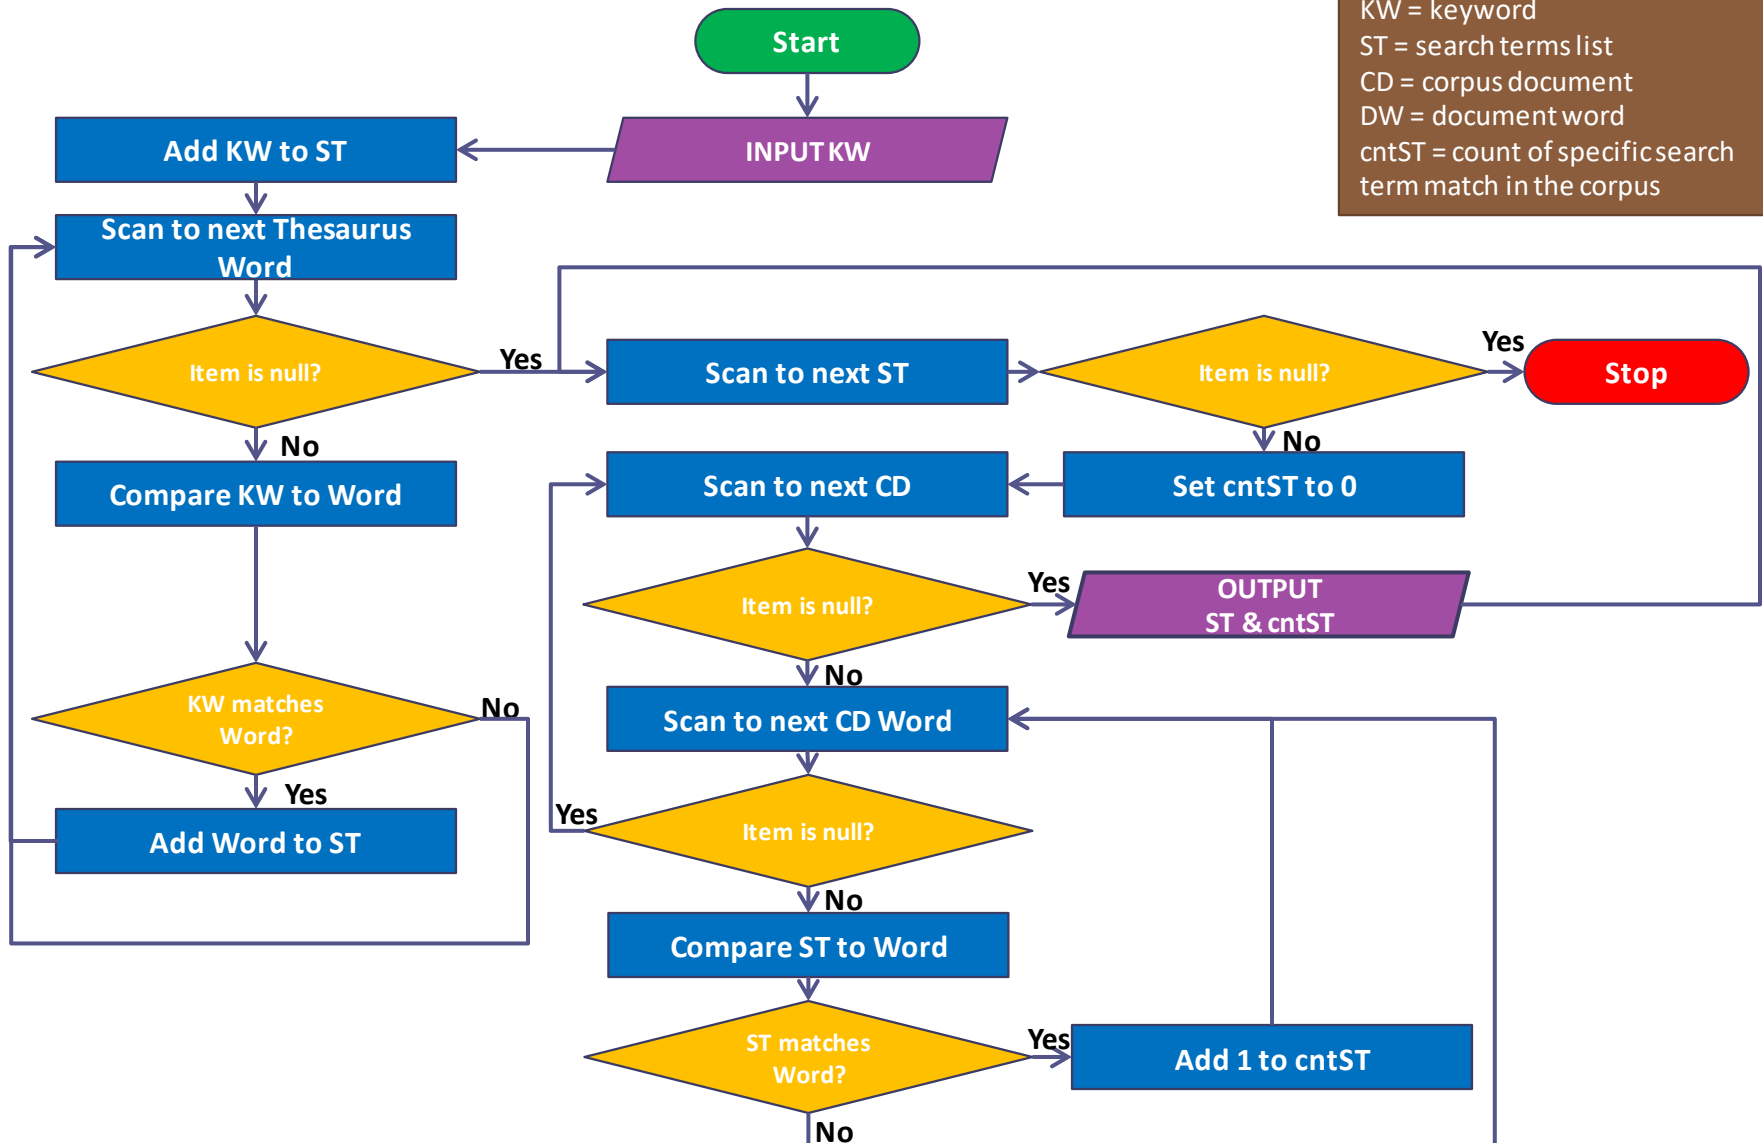 Start
KW = keyword
ST = search terms list
CD = corpus document
DW = document word
cntST = count of specific search
term match in the corpus
INPUT KW
Add KW to ST
Scan to next Thesaurus
Word
Item is null?
Yes
Scan to next ST
Item is null?
Yes
Stop
No
No
Compare KW to Word
Scan to next CD
Set cntST to 0
Item is null?
Yes
OUTPUT
ST & cntST
No
KW matches
Word?
No
Scan to next CD Word
Yes
Add Word to ST
Yes
Item is null?
No
Compare ST to Word
ST matches
Word?
Yes
Add 1 to cntST
No